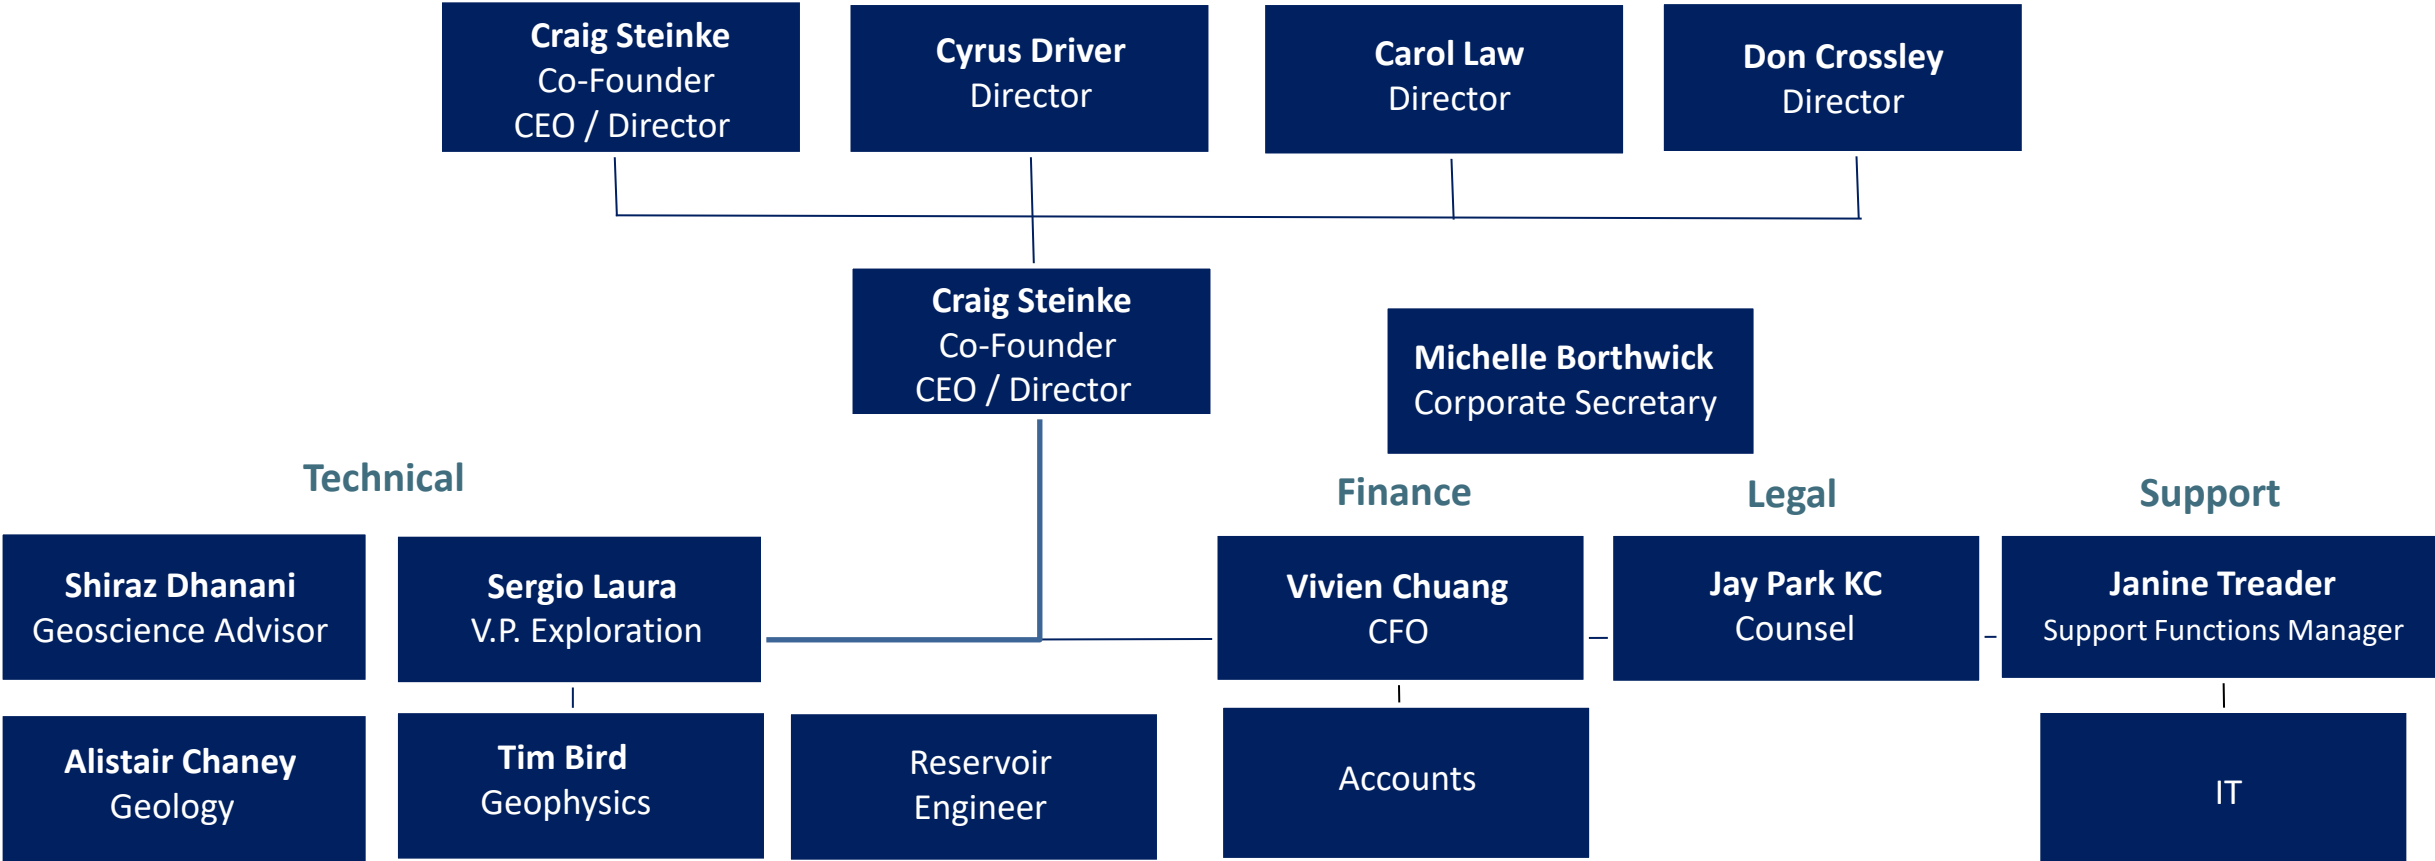 Craig Steinke
Co-Founder
CEO / Director
Cyrus Driver
Director
Carol Law
Director
Don Crossley
Director
Craig Steinke
Co-Founder
CEO / Director
Michelle Borthwick
Corporate Secretary
Technical
Finance
Legal
Support
Shiraz Dhanani
Geoscience Advisor
Sergio Laura
V.P. Exploration
Vivien Chuang
CFO
Jay Park KC
Counsel
Janine Treader
Support Functions Manager
Alistair Chaney
Geology
Tim Bird
Geophysics
Reservoir
Engineer
Accounts
IT